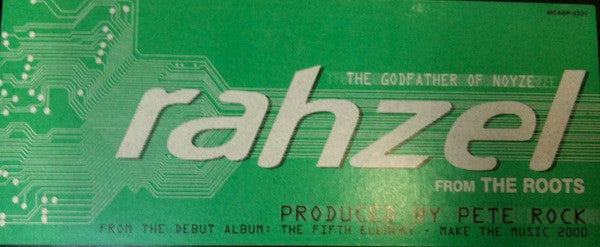 MCA8P-4331
THE GODFATHER OF NOYZE
rahzel
FROM THE ROOTS
PRODUCED BY PETE ROCK
FROM THE DEBUT ALBUM: THE FIFTH ELEMENT - MAKE THE MUSIC 2000